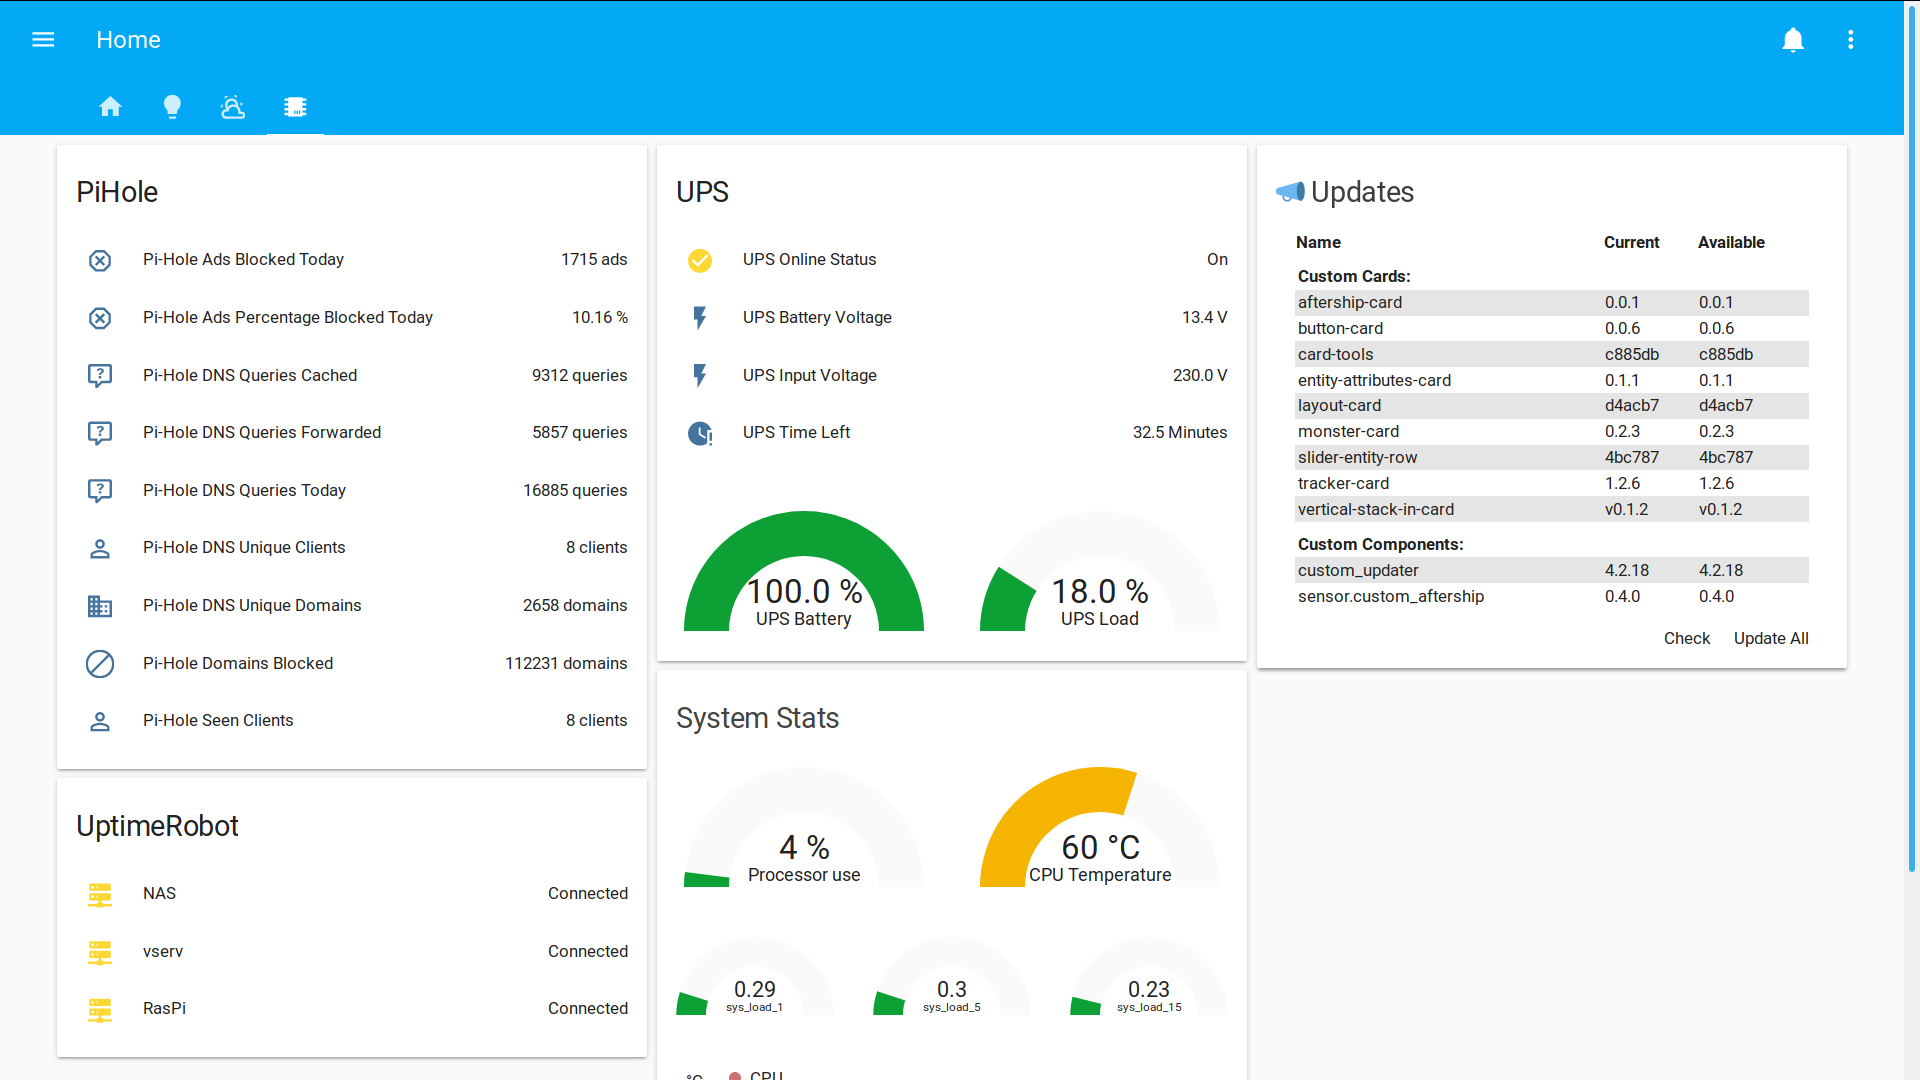 Home
PiHole
Pi-Hole Ads Blocked Today 1715 ads
Pi-Hole Ads Percentage Blocked Today 10.16 %
Pi-Hole DNS Queries Cached 9312 queries
Pi-Hole DNS Queries Forwarded 5857 queries
Pi-Hole DNS Queries Today 16885 queries
Pi-Hole DNS Unique Clients 8 clients
Pi-Hole DNS Unique Domains 2658 domains
Pi-Hole Domains Blocked 112231 domains
Pi-Hole Seen Clients 8 clients
UptimeRobot
NAS Connected
vserv Connected
RasPi Connected
UPS
UPS Online Status On
UPS Battery Voltage 13.4 V
UPS Input Voltage 230.0 V
UPS Time Left 32.5 Minutes
100.0 % 18.0 %
UPS Battery UPS Load
System Stats
4 % 60 °C
Processor use CPU Temperature
0.29 0.3 0.23
sys_load_1 sys_load_5 sys_load_15
°C CPU
Updates
Name Current Available
Custom Cards:
aftership-card 0.0.1 0.0.1
button-card 0.0.6 0.0.6
card-tools c885db c885db
entity-attributes-card 0.1.1 0.1.1
layout-card d4acb7 d4acb7
monster-card 0.2.3 0.2.3
slider-entity-row 4bc787 4bc787
tracker-card 1.2.6 1.2.6
vertical-stack-in-card v0.1.2 v0.1.2
Custom Components:
custom_updater 4.2.18 4.2.18
sensor.custom_aftership 0.4.0 0.4.0
Check Update All